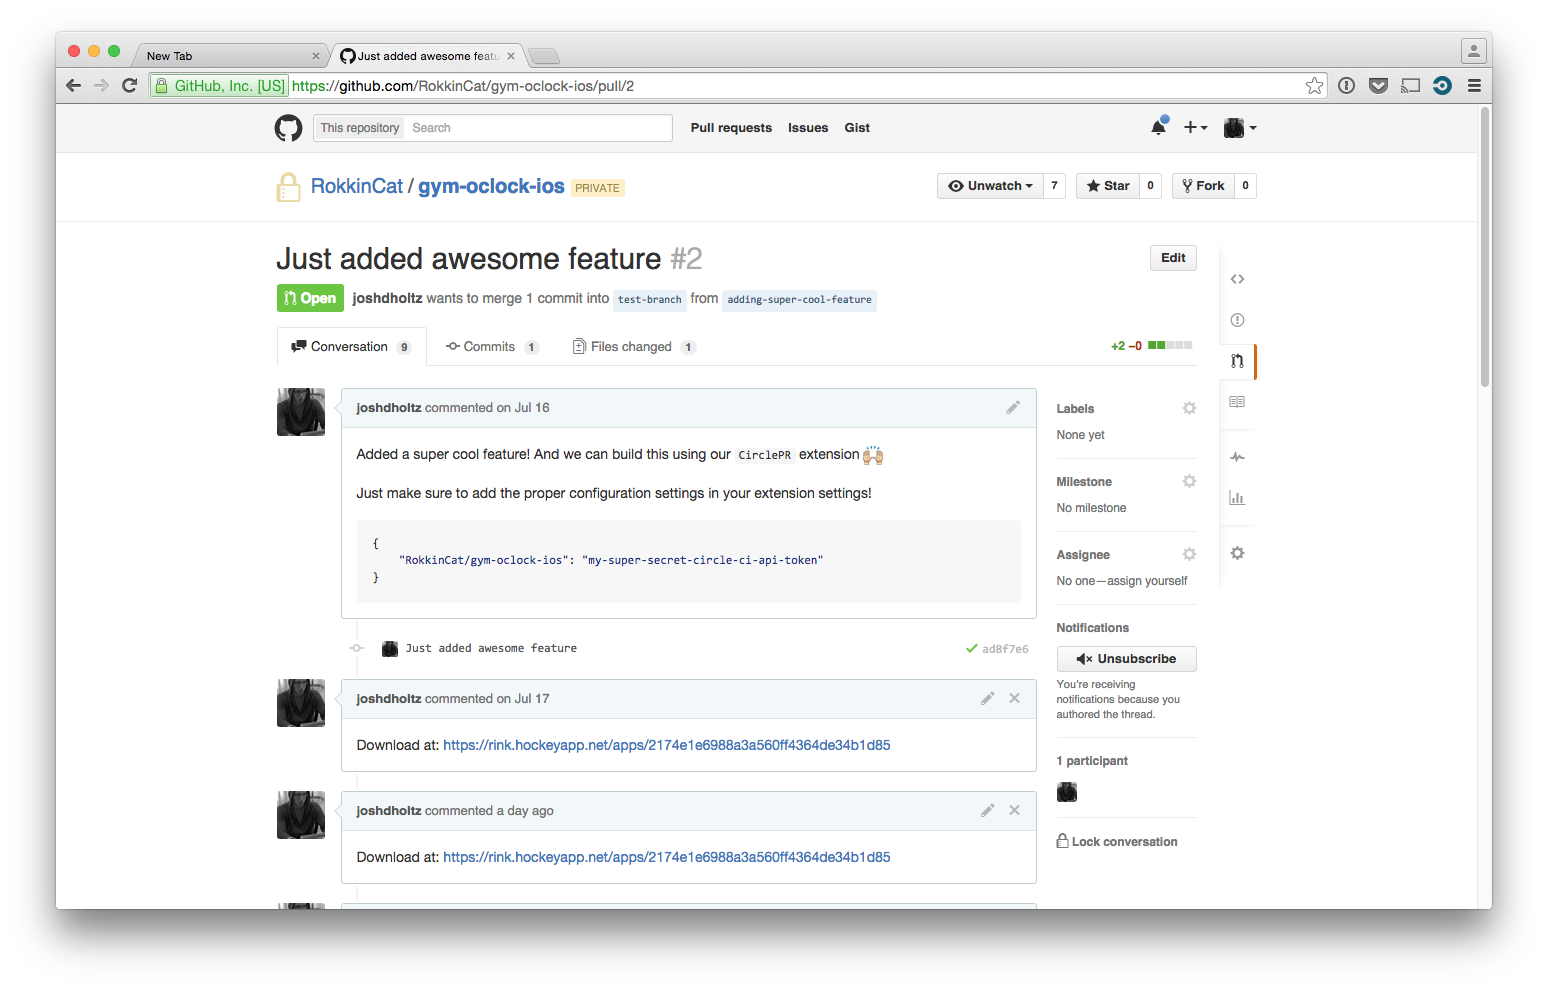 New Tab
Just added awesome featu
GitHub, Inc. [US] https://github.com/RokkinCat/gym-oclock-ios/pull/2
This repository Search Pull requests Issues Gist
RokkinCat / gym-oclock-ios PRIVATE
Unwatch 7 Star 0 Fork 0
Just added awesome feature #2
Edit
Open joshdholtz wants to merge 1 commit into test-branch from adding-super-cool-feature
Conversation 9 Commits 1 Files changed 1
+2 −0
joshdholtz commented on Jul 16
Added a super cool feature! And we can build this using our CirclePR extension 🙌
Just make sure to add the proper configuration settings in your extension settings!
{
"RokkinCat/gym-oclock-ios": "my-super-secret-circle-ci-api-token"
}
Just added awesome feature ad8f7e6
joshdholtz commented on Jul 17
Download at: https://rink.hockeyapp.net/apps/2174e1e6988a3a560ff4364de34b1d85
joshdholtz commented a day ago
Download at: https://rink.hockeyapp.net/apps/2174e1e6988a3a560ff4364de34b1d85
Labels
None yet
Milestone
No milestone
Assignee
No one—assign yourself
Notifications
Unsubscribe
You're receiving
notifications because you
authored the thread.
1 participant
Lock conversation